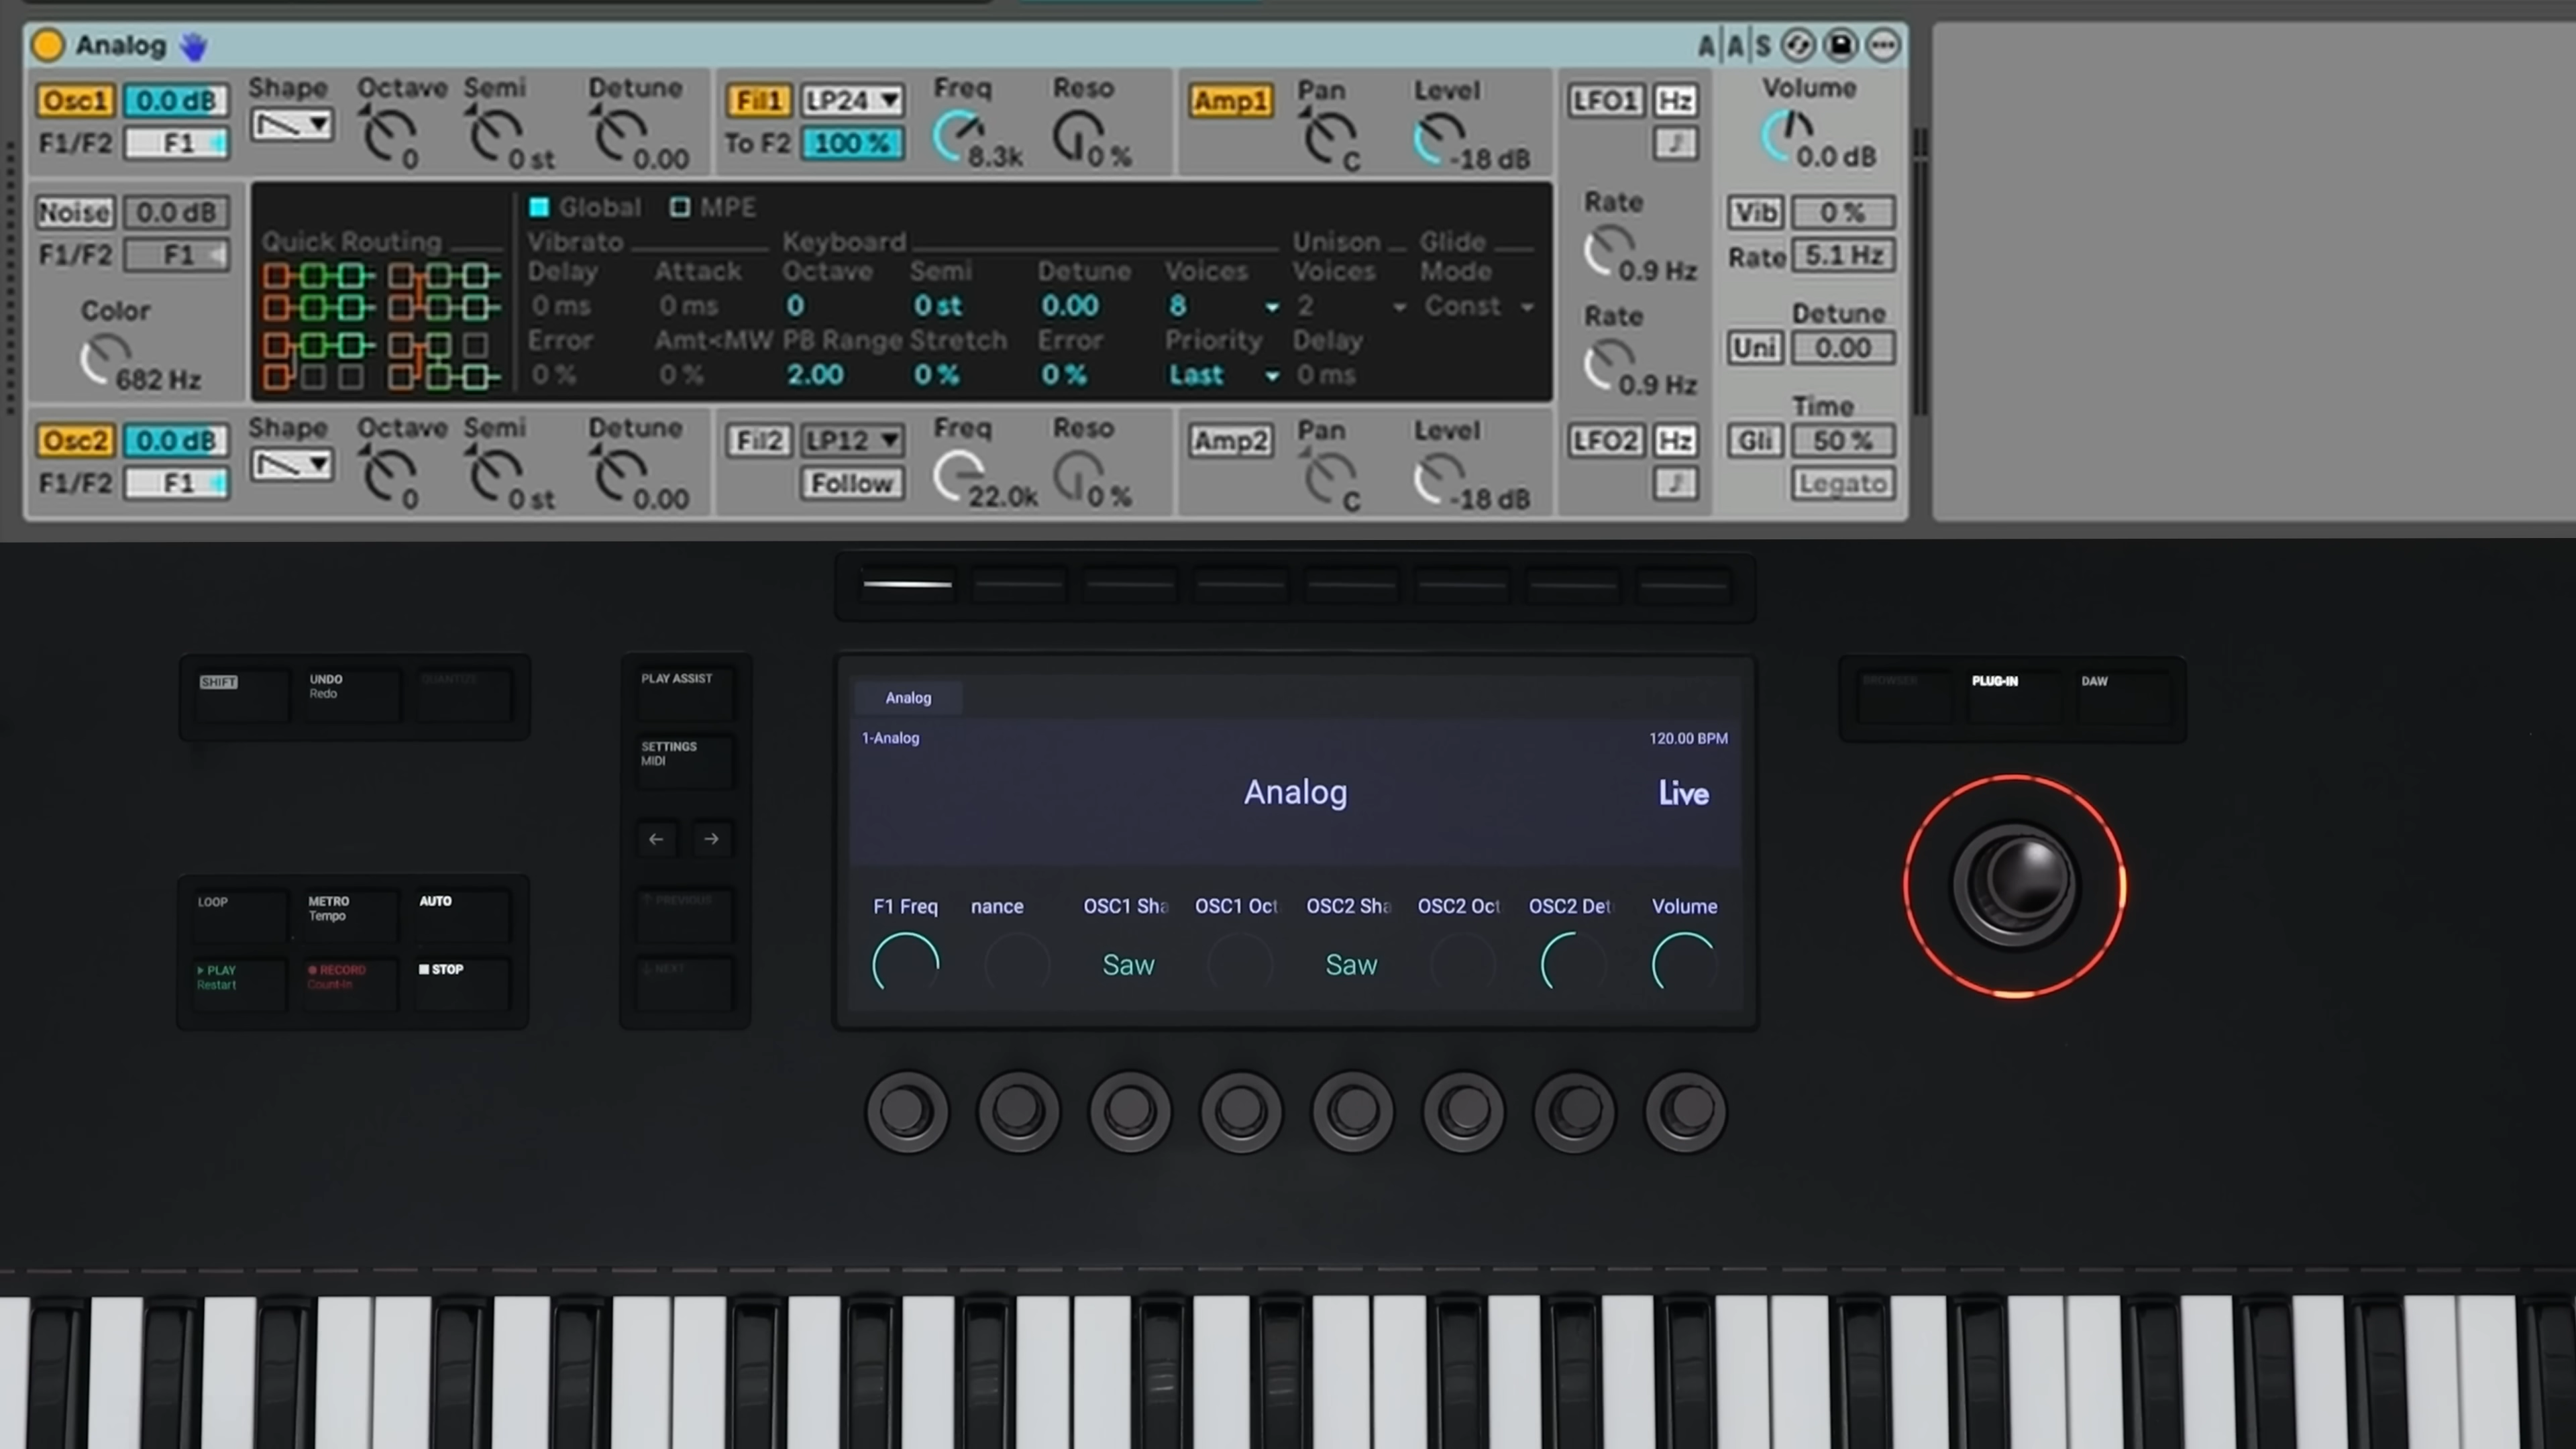 Analog A|A|S
Osc1 0.0 dB Shape Octave Semi Detune Fil1 LP24 Freq Reso Amp1 Pan Level LFO1 Hz Volume
F1/F2 F1 0 0 st 0.00 To F2 100 % 8.3k 0 % C -18 dB 0.0 dB
Noise 0.0 dB Global MPE Rate Vib 0 %
F1/F2 F1 Quick Routing Vibrato Keyboard Unison Glide 0.9 Hz Rate 5.1 Hz
Delay Attack Octave Semi Detune Voices Voices Mode
Color 0 ms 0 ms 0 0 st 0.00 8 2 Const Rate Detune
Error Amt<MW PB Range Stretch Error Priority Delay Uni 0.00
682 Hz 0 % 0 % 2.00 0 % 0 % Last 0 ms 0.9 Hz
Time
Osc2 0.0 dB Shape Octave Semi Detune Fil2 LP12 Freq Reso Amp2 Pan Level LFO2 Hz Gli 50 %
F1/F2 F1 0 0 st 0.00 Follow 22.0k 0 % C -18 dB Legato
SHIFT UNDO QUANTIZE PLAY ASSIST BROWSER PLUG-IN DAW
Redo
Analog
SETTINGS
MIDI
1-Analog 120.00 BPM
Analog Live
← →
LOOP METRO AUTO
Tempo
↑ PREVIOUS
F1 Freq nance OSC1 Sha OSC1 Oct OSC2 Sha OSC2 Oct OSC2 Det Volume
Saw Saw
PLAY RECORD STOP
Restart Count-In
↓ NEXT